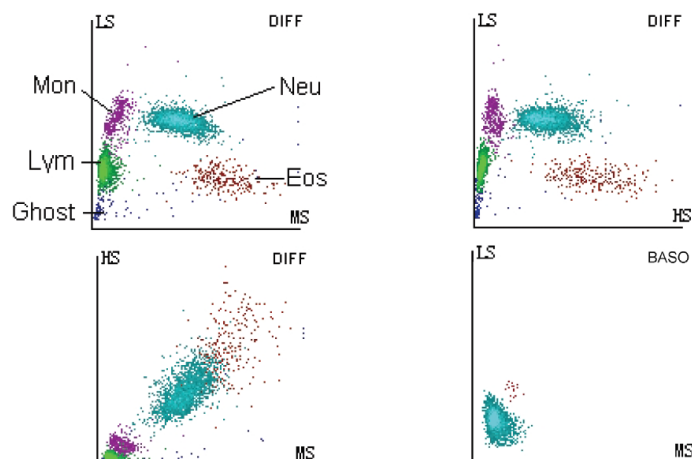 LS DIFF
Mon
Neu
Lym
Eos
Ghost
MS
LS DIFF
HS
HS DIFF
MS
LS BASO
MS